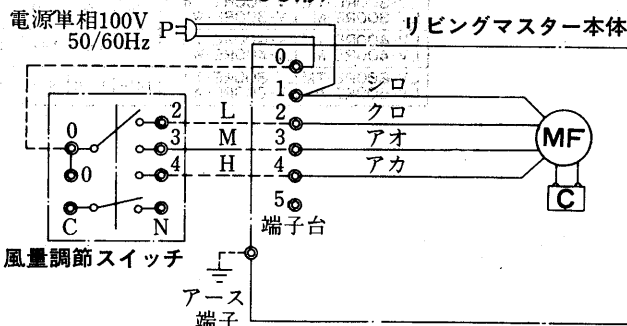 電源単相100V
50/60Hz
P
リビングマスター本体
0
1
シロ
2
L
2
クロ
0
3
M
3
アオ
MF
0
4
H
4
アカ
C
5
C
N
端子台
風量調節スイッチ
アース
端子